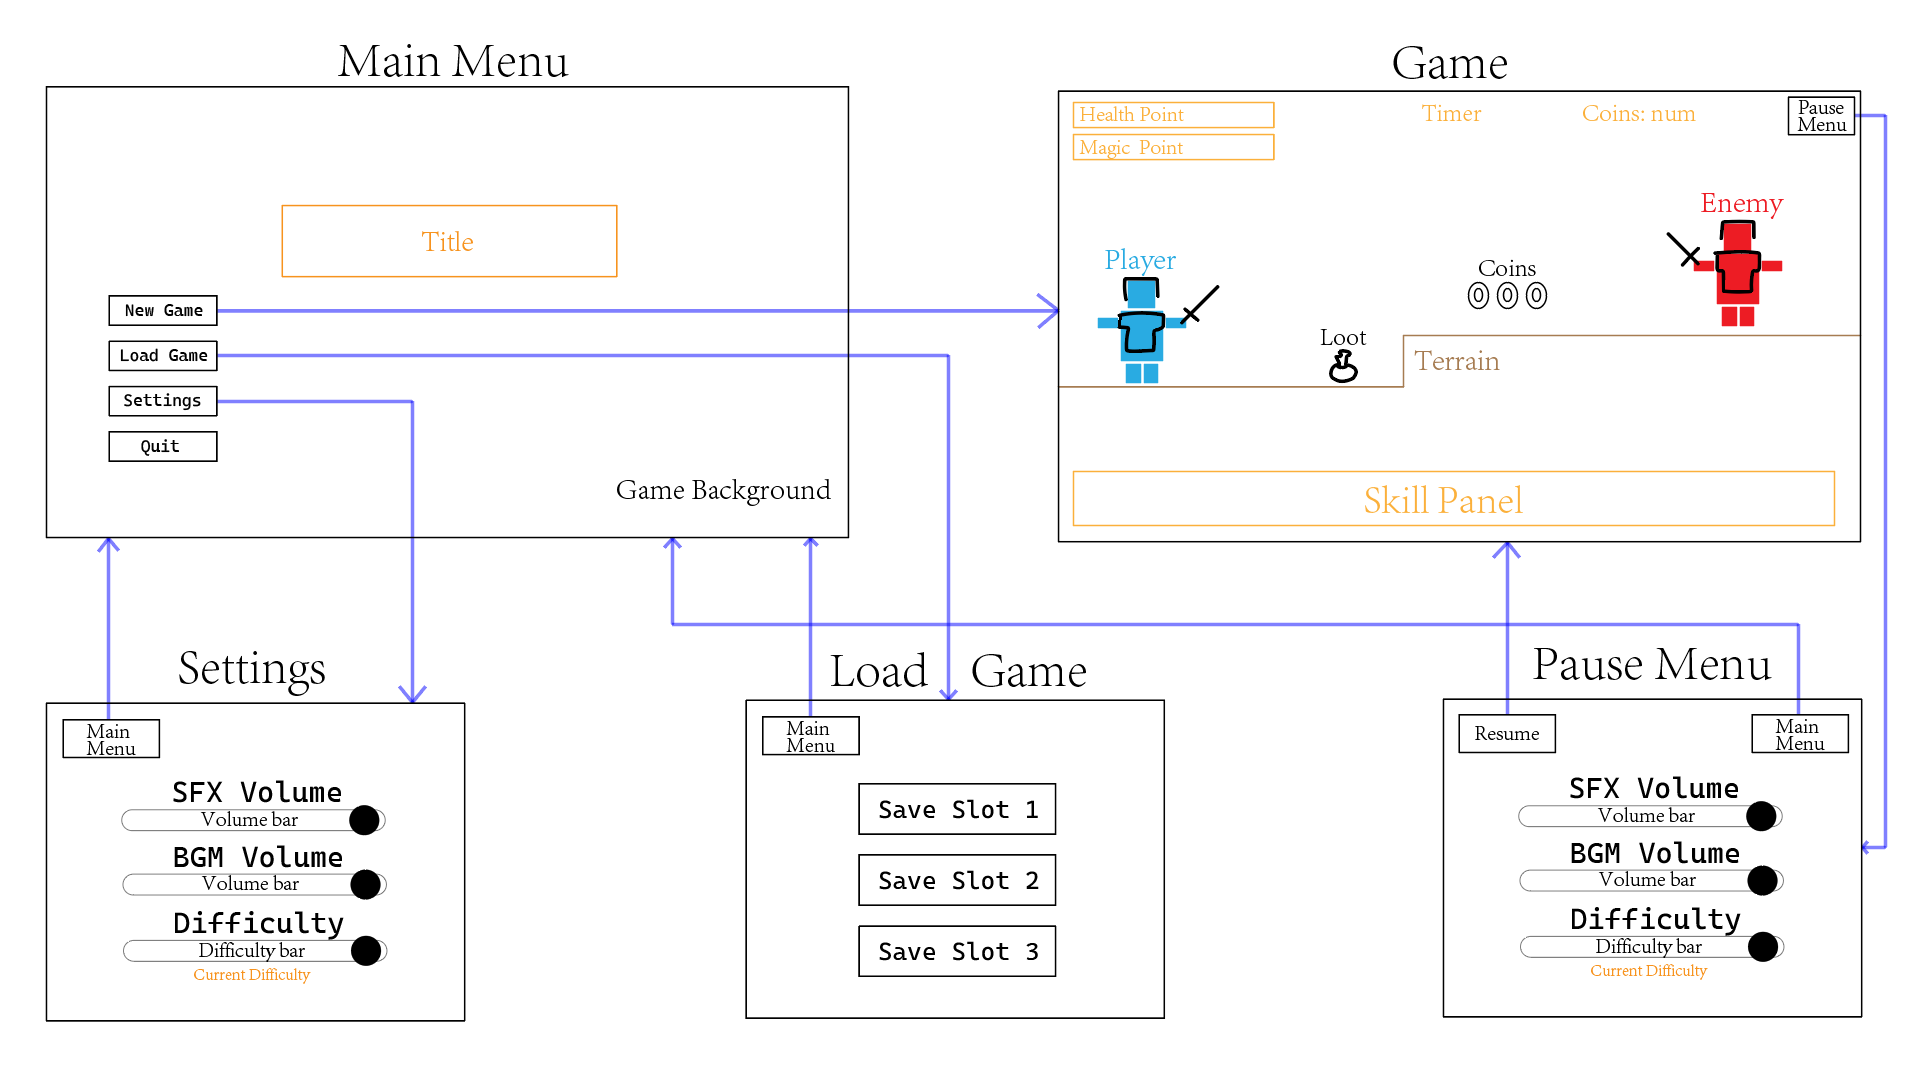 Main Menu
Title
New Game
Load Game
Settings
Quit
Game Background
Game
Health Point
Magic Point
Timer
Coins: num
Pause
Menu
Player
Enemy
Coins
Loot
Terrain
Skill Panel
Settings
Main
Menu
SFX Volume
Volume bar
BGM Volume
Volume bar
Difficulty
Difficulty bar
Current Difficulty
Load Game
Main
Menu
Save Slot 1
Save Slot 2
Save Slot 3
Pause Menu
Resume
Main
Menu
SFX Volume
Volume bar
BGM Volume
Volume bar
Difficulty
Difficulty bar
Current Difficulty